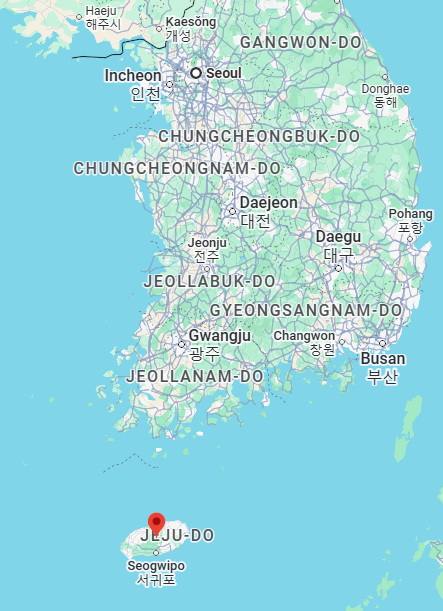 Haeju
해주시
Kaesŏng
개성
GANGWON-DO
Incheon
인천
Seoul
Donghae
동해
CHUNGCHEONGBUK-DO
CHUNGCHEONGNAM-DO
Daejeon
대전
Pohang
포항
Jeonju
전주
Daegu
대구
JEOLLABUK-DO
GYEONGSANGNAM-DO
Gwangju
광주
Changwon
창원
Busan
부산
JEOLLANAM-DO
JEJU-DO
Seogwipo
서귀포